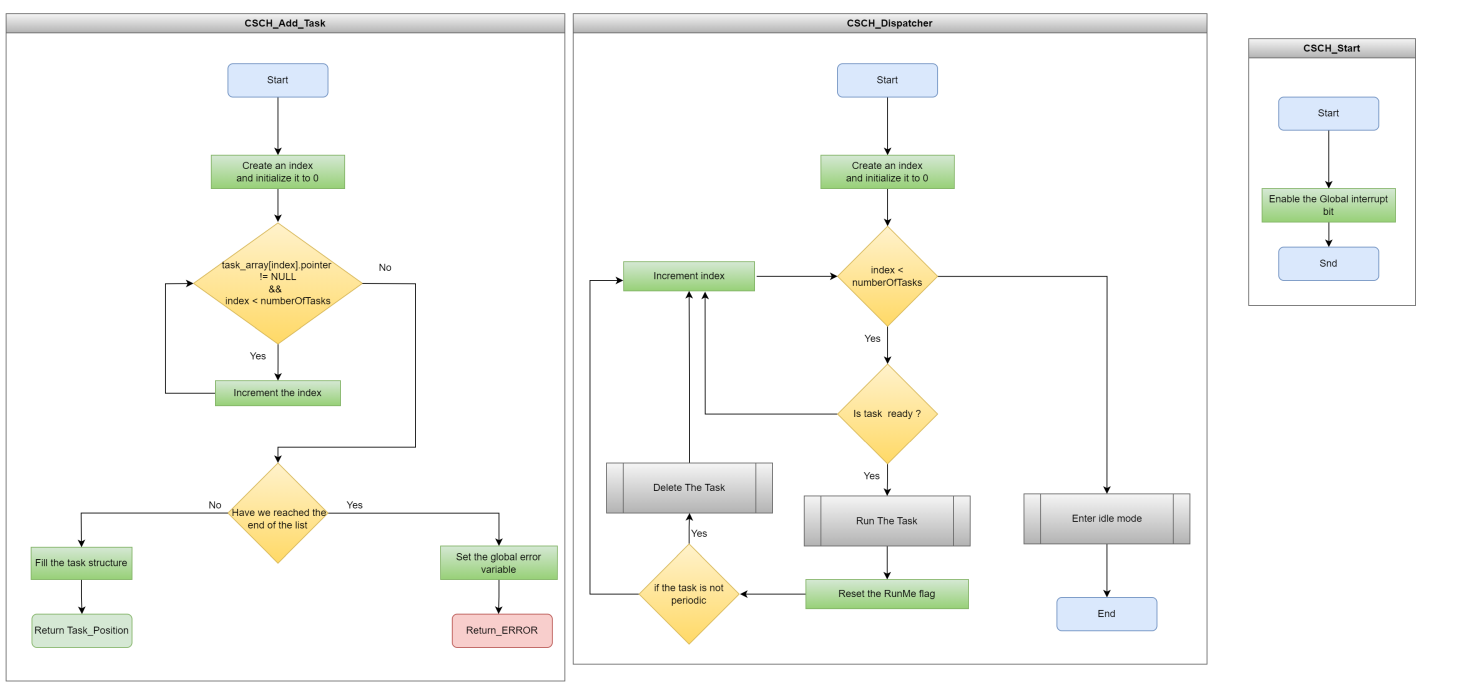 CSCH_Add_Task
Start
Create an index
and initialize it to 0
task_array[index].pointer
!= NULL
&&
index < numberOfTasks
No
Yes
Increment the index
Have we reached the
end of the list
No
Yes
Fill the task structure
Return Task_Position
Set the global error
variable
Return_ERROR
CSCH_Dispatcher
Start
Create an index
and initialize it to 0
Increment index
index <
numberOfTasks
Yes
Is task ready ?
Yes
Delete The Task
Run The Task
Enter idle mode
Yes
if the task is not
periodic
Reset the RunMe flag
End
CSCH_Start
Start
Enable the Global interrupt
bit
Snd